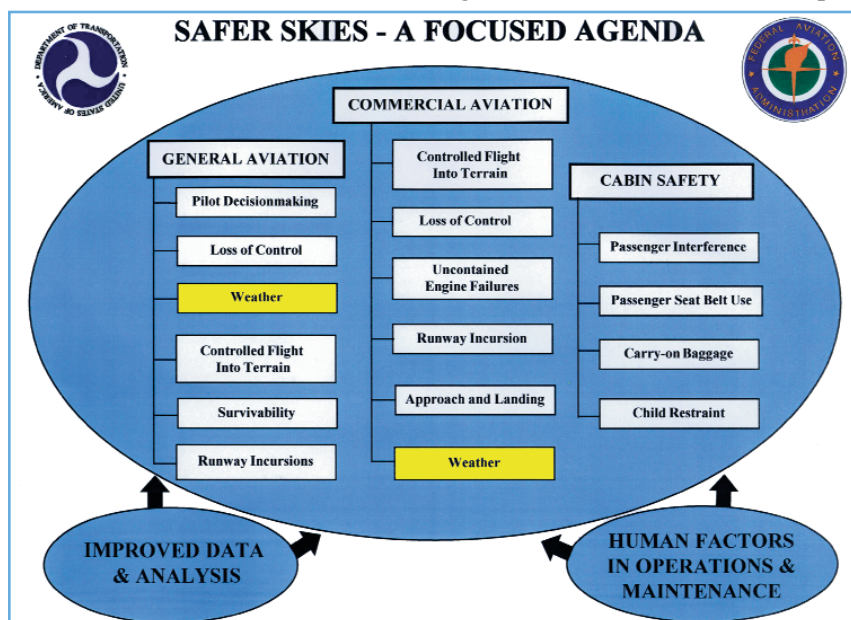 SAFER SKIES - A FOCUSED AGENDA
DEPARTMENT OF TRANSPORTATION
UNITED STATES OF AMERICA
FEDERAL AVIATION
ADMINISTRATION
GENERAL AVIATION
Pilot Decisionmaking
Loss of Control
Weather
Controlled Flight
Into Terrain
Survivability
Runway Incursions
COMMERCIAL AVIATION
Controlled Flight
Into Terrain
Loss of Control
Uncontained
Engine Failures
Runway Incursion
Approach and Landing
Weather
CABIN SAFETY
Passenger Interference
Passenger Seat Belt Use
Carry-on Baggage
Child Restraint
IMPROVED DATA
& ANALYSIS
HUMAN FACTORS
IN OPERATIONS &
MAINTENANCE